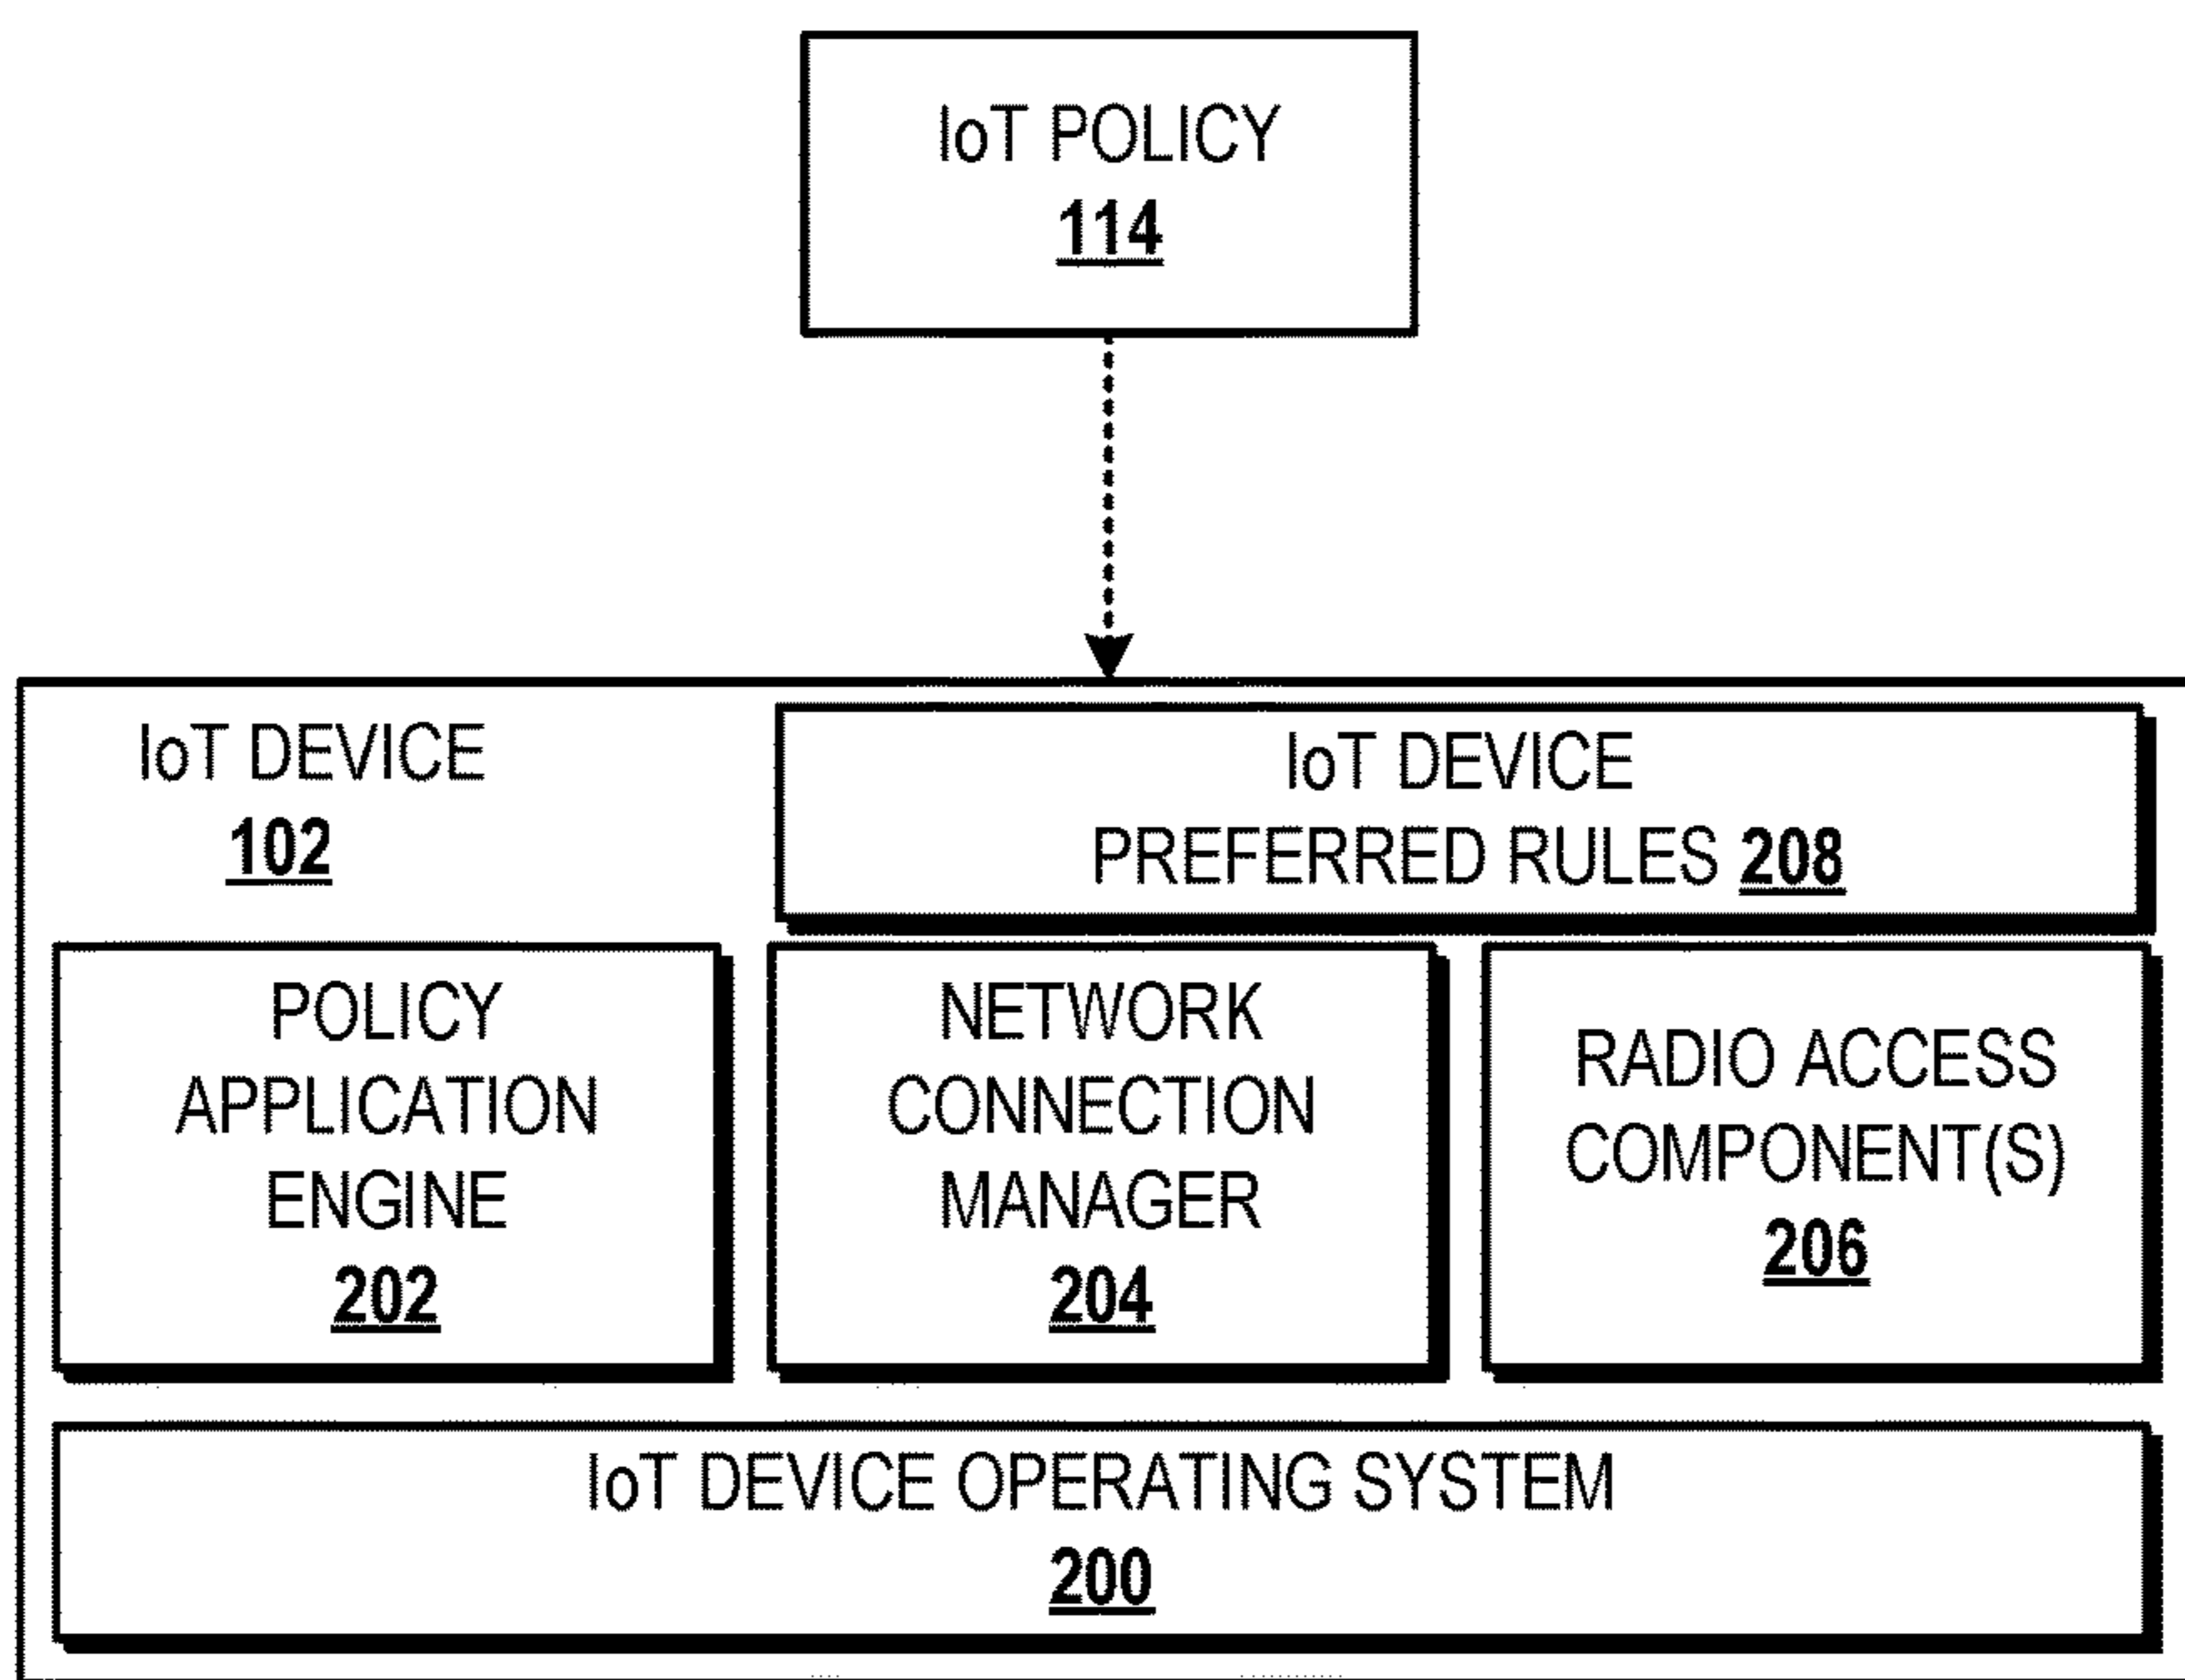 IoT POLICY
114
IoT DEVICE
102
IoT DEVICE
PREFERRED RULES 208
POLICY
APPLICATION
ENGINE
202
NETWORK
CONNECTION
MANAGER
204
RADIO ACCESS
COMPONENT(S)
206
IoT DEVICE OPERATING SYSTEM
200